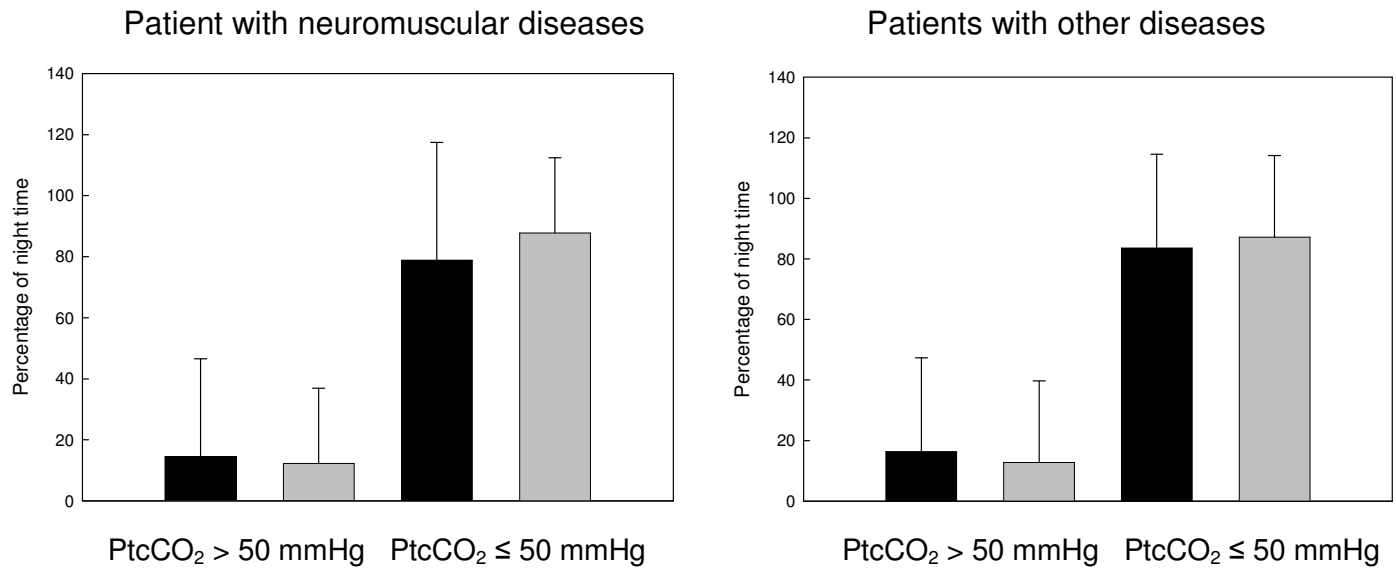 Patient with neuromuscular diseases
Percentage of night time
140
120
100
80
60
40
20
0
PtcCO₂ > 50 mmHg PtcCO₂ ≤ 50 mmHg
Patients with other diseases
Percentage of night time
140
120
100
80
60
40
20
0
PtcCO₂ > 50 mmHg PtcCO₂ ≤ 50 mmHg